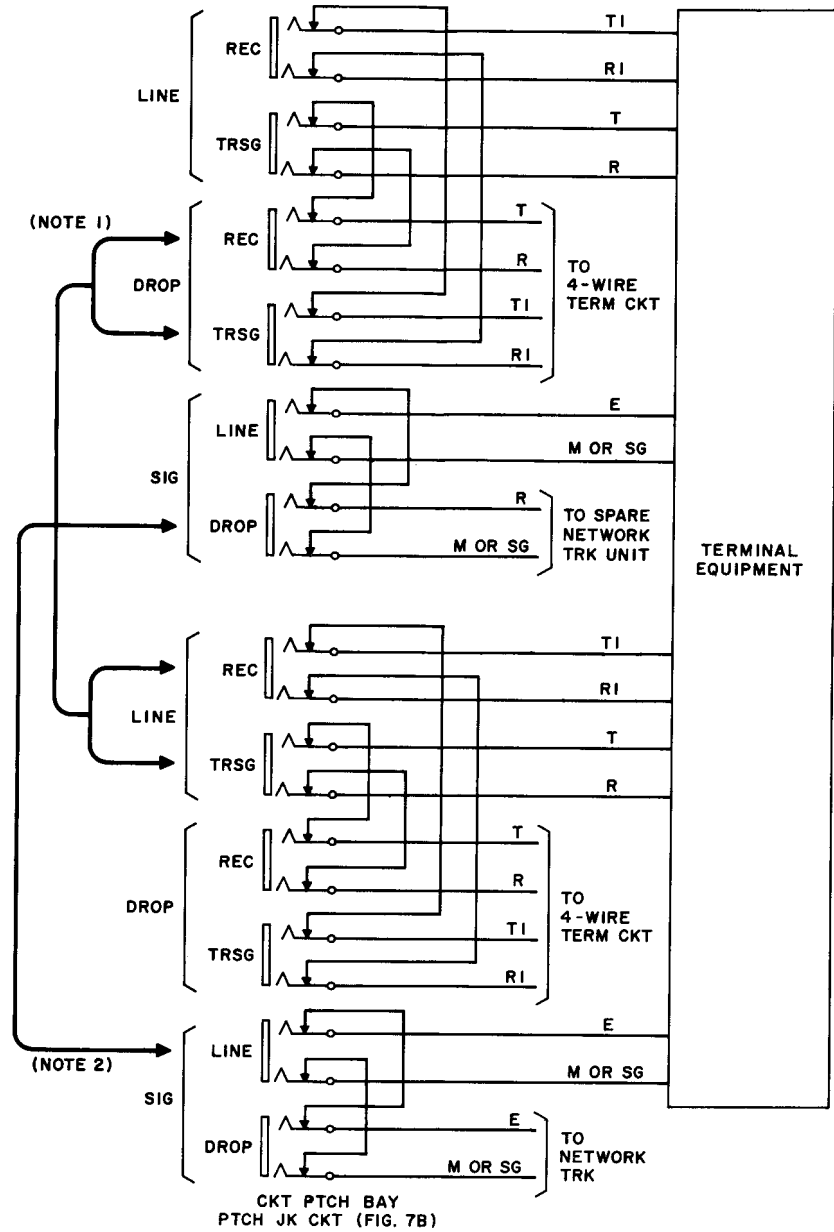 REC
T1
R1
LINE
TRSG
T
R
(NOTE 1)
REC
T
R
TO
4-WIRE
TERM CKT
DROP
TRSG
T1
R1
LINE
E
M OR SG
SIG
DROP
R
M OR SG
TO SPARE
NETWORK
TRK UNIT
TERMINAL
EQUIPMENT
REC
T1
R1
LINE
TRSG
T
R
REC
T
R
TO
4-WIRE
TERM CKT
DROP
TRSG
T1
R1
LINE
E
M OR SG
(NOTE 2)
SIG
DROP
E
M OR SG
TO
NETWORK
TRK
CKT PTCH BAY
PTCH JK CKT (FIG. 7B)